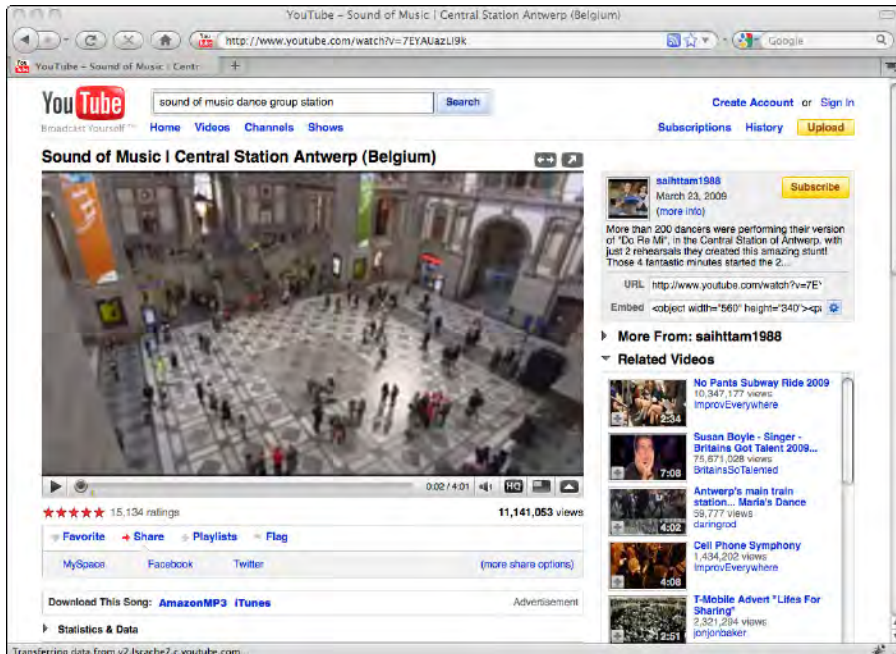 YouTube – Sound of Music | Central Station Antwerp (Belgium)
http://www.youtube.com/watch?v=7EYAUazLI9k
Google
YouTube – Sound of Music | Centr
You Tube
Broadcast Yourself ™
sound of music dance group station
Search
Create Account or Sign In
Home Videos Channels Shows
Subscriptions History Upload
Sound of Music | Central Station Antwerp (Belgium)
saihttam1988
March 23, 2009
(more info)
Subscribe
More than 200 dancers were performing their version
of "Do Re Mi", in the Central Station of Antwerp. with
just 2 rehearsals they created this amazing stunt!
Those 4 fantastic minutes started the 2...
URL http://www.youtube.com/watch?v=7E
Embed <object width="560" height="340"><pa
More From: saihttam1988
Related Videos
No Pants Subway Ride 2009
10,347,177 views
ImprovEverywhere
2:34
Susan Boyle - Singer -
Britains Got Talent 2009...
75,671,028 views
BritainsSoTalented
7:08
Antwerp's main train
station... Maria's Dance
59,777 views
daringrod
4:02
Cell Phone Symphony
1,434,202 views
ImprovEverywhere
4:08
T-Mobile Advert "Lifes For
Sharing"
2,321,294 views
jonjonbaker
2:51
0:02 / 4:01 HQ
15,134 ratings 11,141,053 views
Favorite Share Playlists Flag
MySpace Facebook Twitter (more share options)
Download This Song: AmazonMP3 iTunes Advertisement
Statistics & Data
Transferring data from v2.lscache7.c.youtube.com...